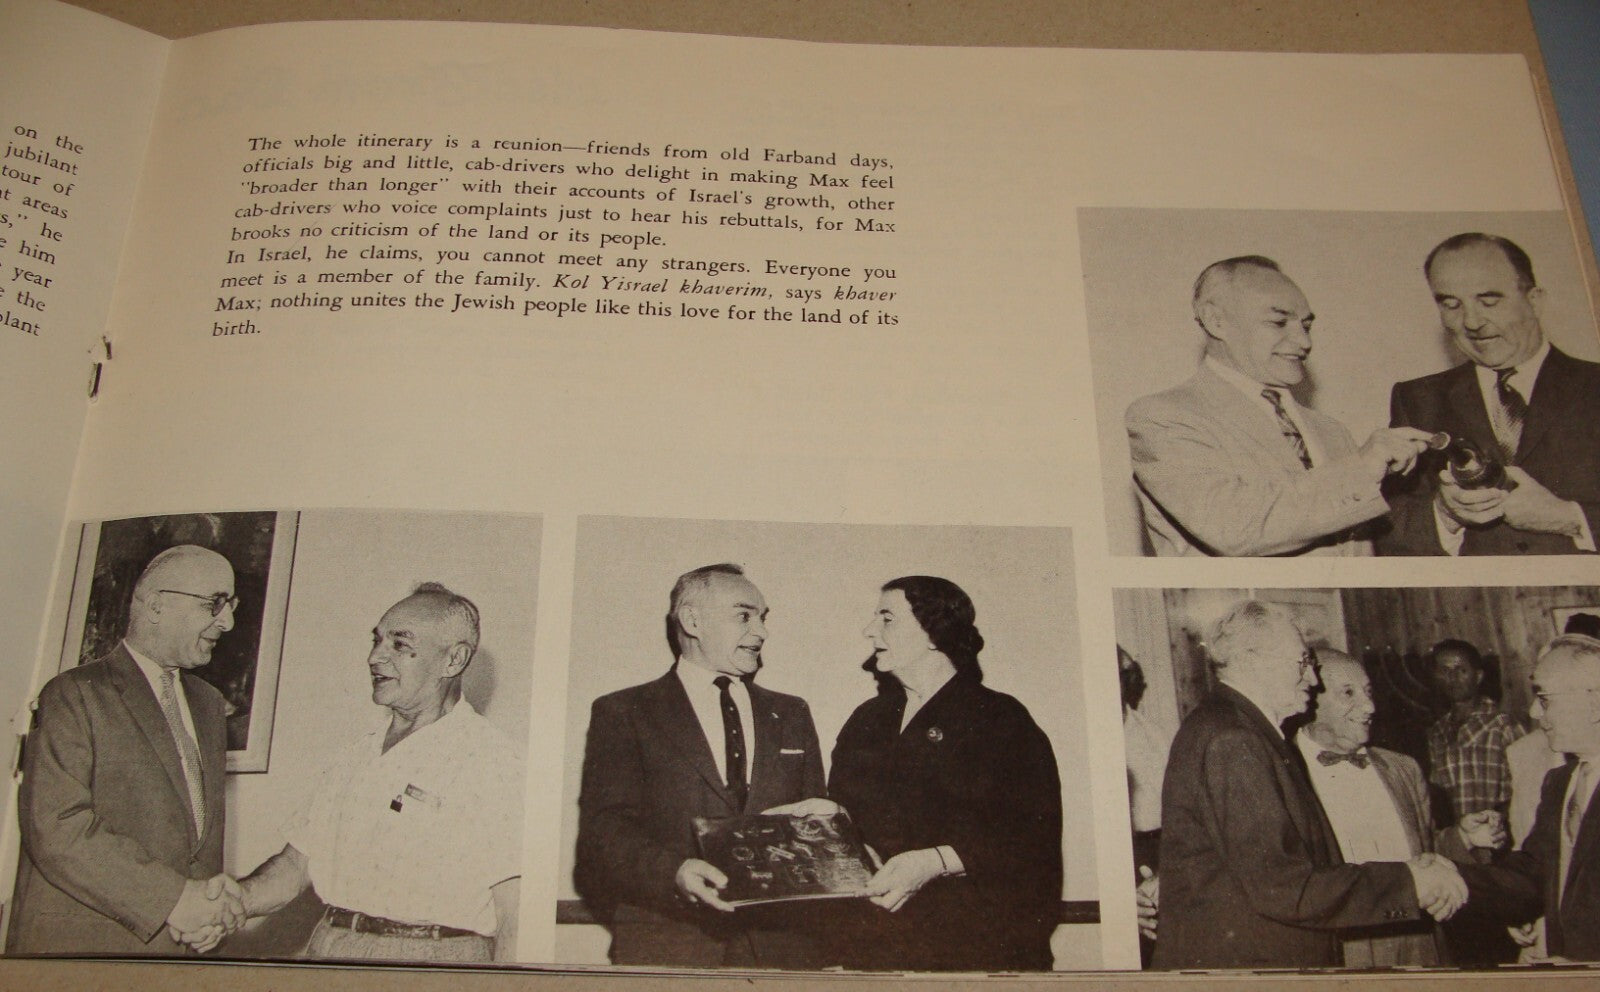 on the
jubilant
tour of
areas
he
him
year
the
The whole itinerary is a reunion—friends from old Farband days,
officials big and little, cab-drivers who delight in making Max feel
"broader than longer" with their accounts of Israel's growth, other
cab-drivers who voice complaints just to hear his rebuttals, for Max
brooks no criticism of the land or its people.
In Israel, he claims, you cannot meet any strangers. Everyone you
meet is a member of the family. Kol Yisrael khaverim, says khaver
Max; nothing unites the Jewish people like this love for the land of its
birth.